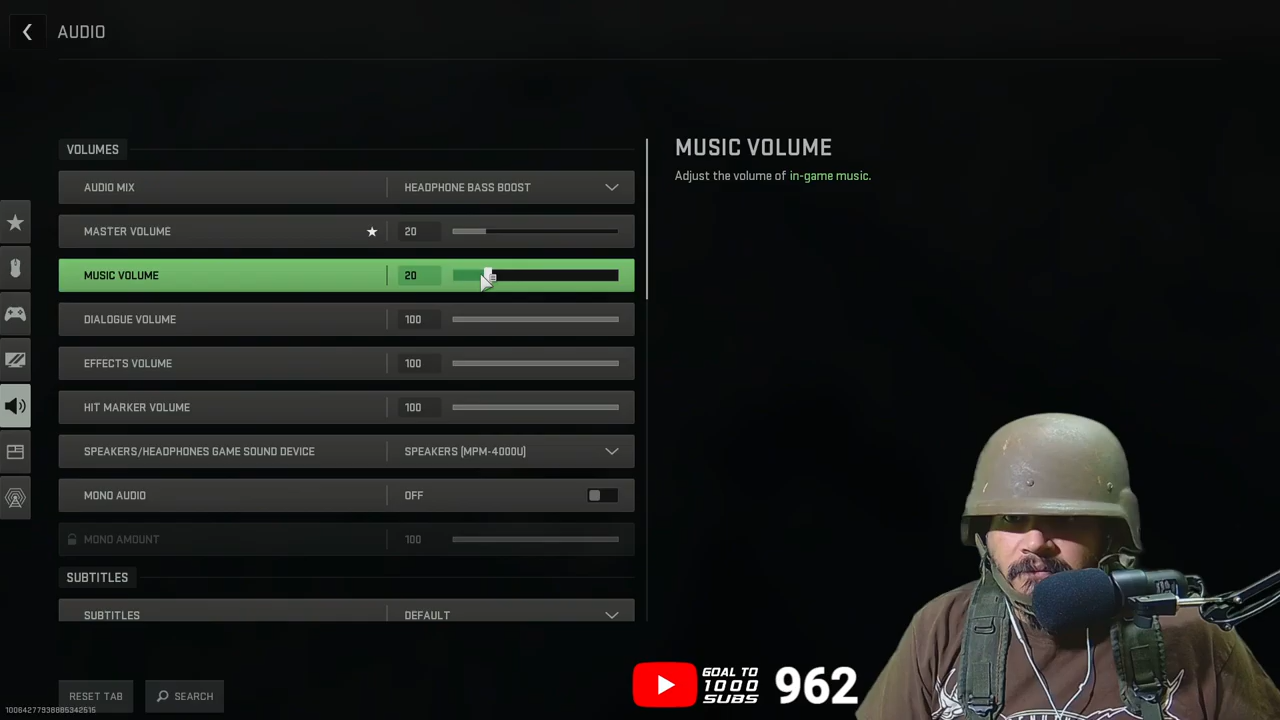 AUDIO
VOLUMES
AUDIO MIX
HEADPHONE BASS BOOST
MASTER VOLUME
20
MUSIC VOLUME
20
DIALOGUE VOLUME
100
EFFECTS VOLUME
100
HIT MARKER VOLUME
100
SPEAKERS/HEADPHONES GAME SOUND DEVICE
SPEAKERS (MPM-4000U)
MONO AUDIO
OFF
MONO AMOUNT
100
SUBTITLES
SUBTITLES
DEFAULT
MUSIC VOLUME
Adjust the volume of in-game music.
RESET TAB
SEARCH
GOAL TO
1000
SUBS
962